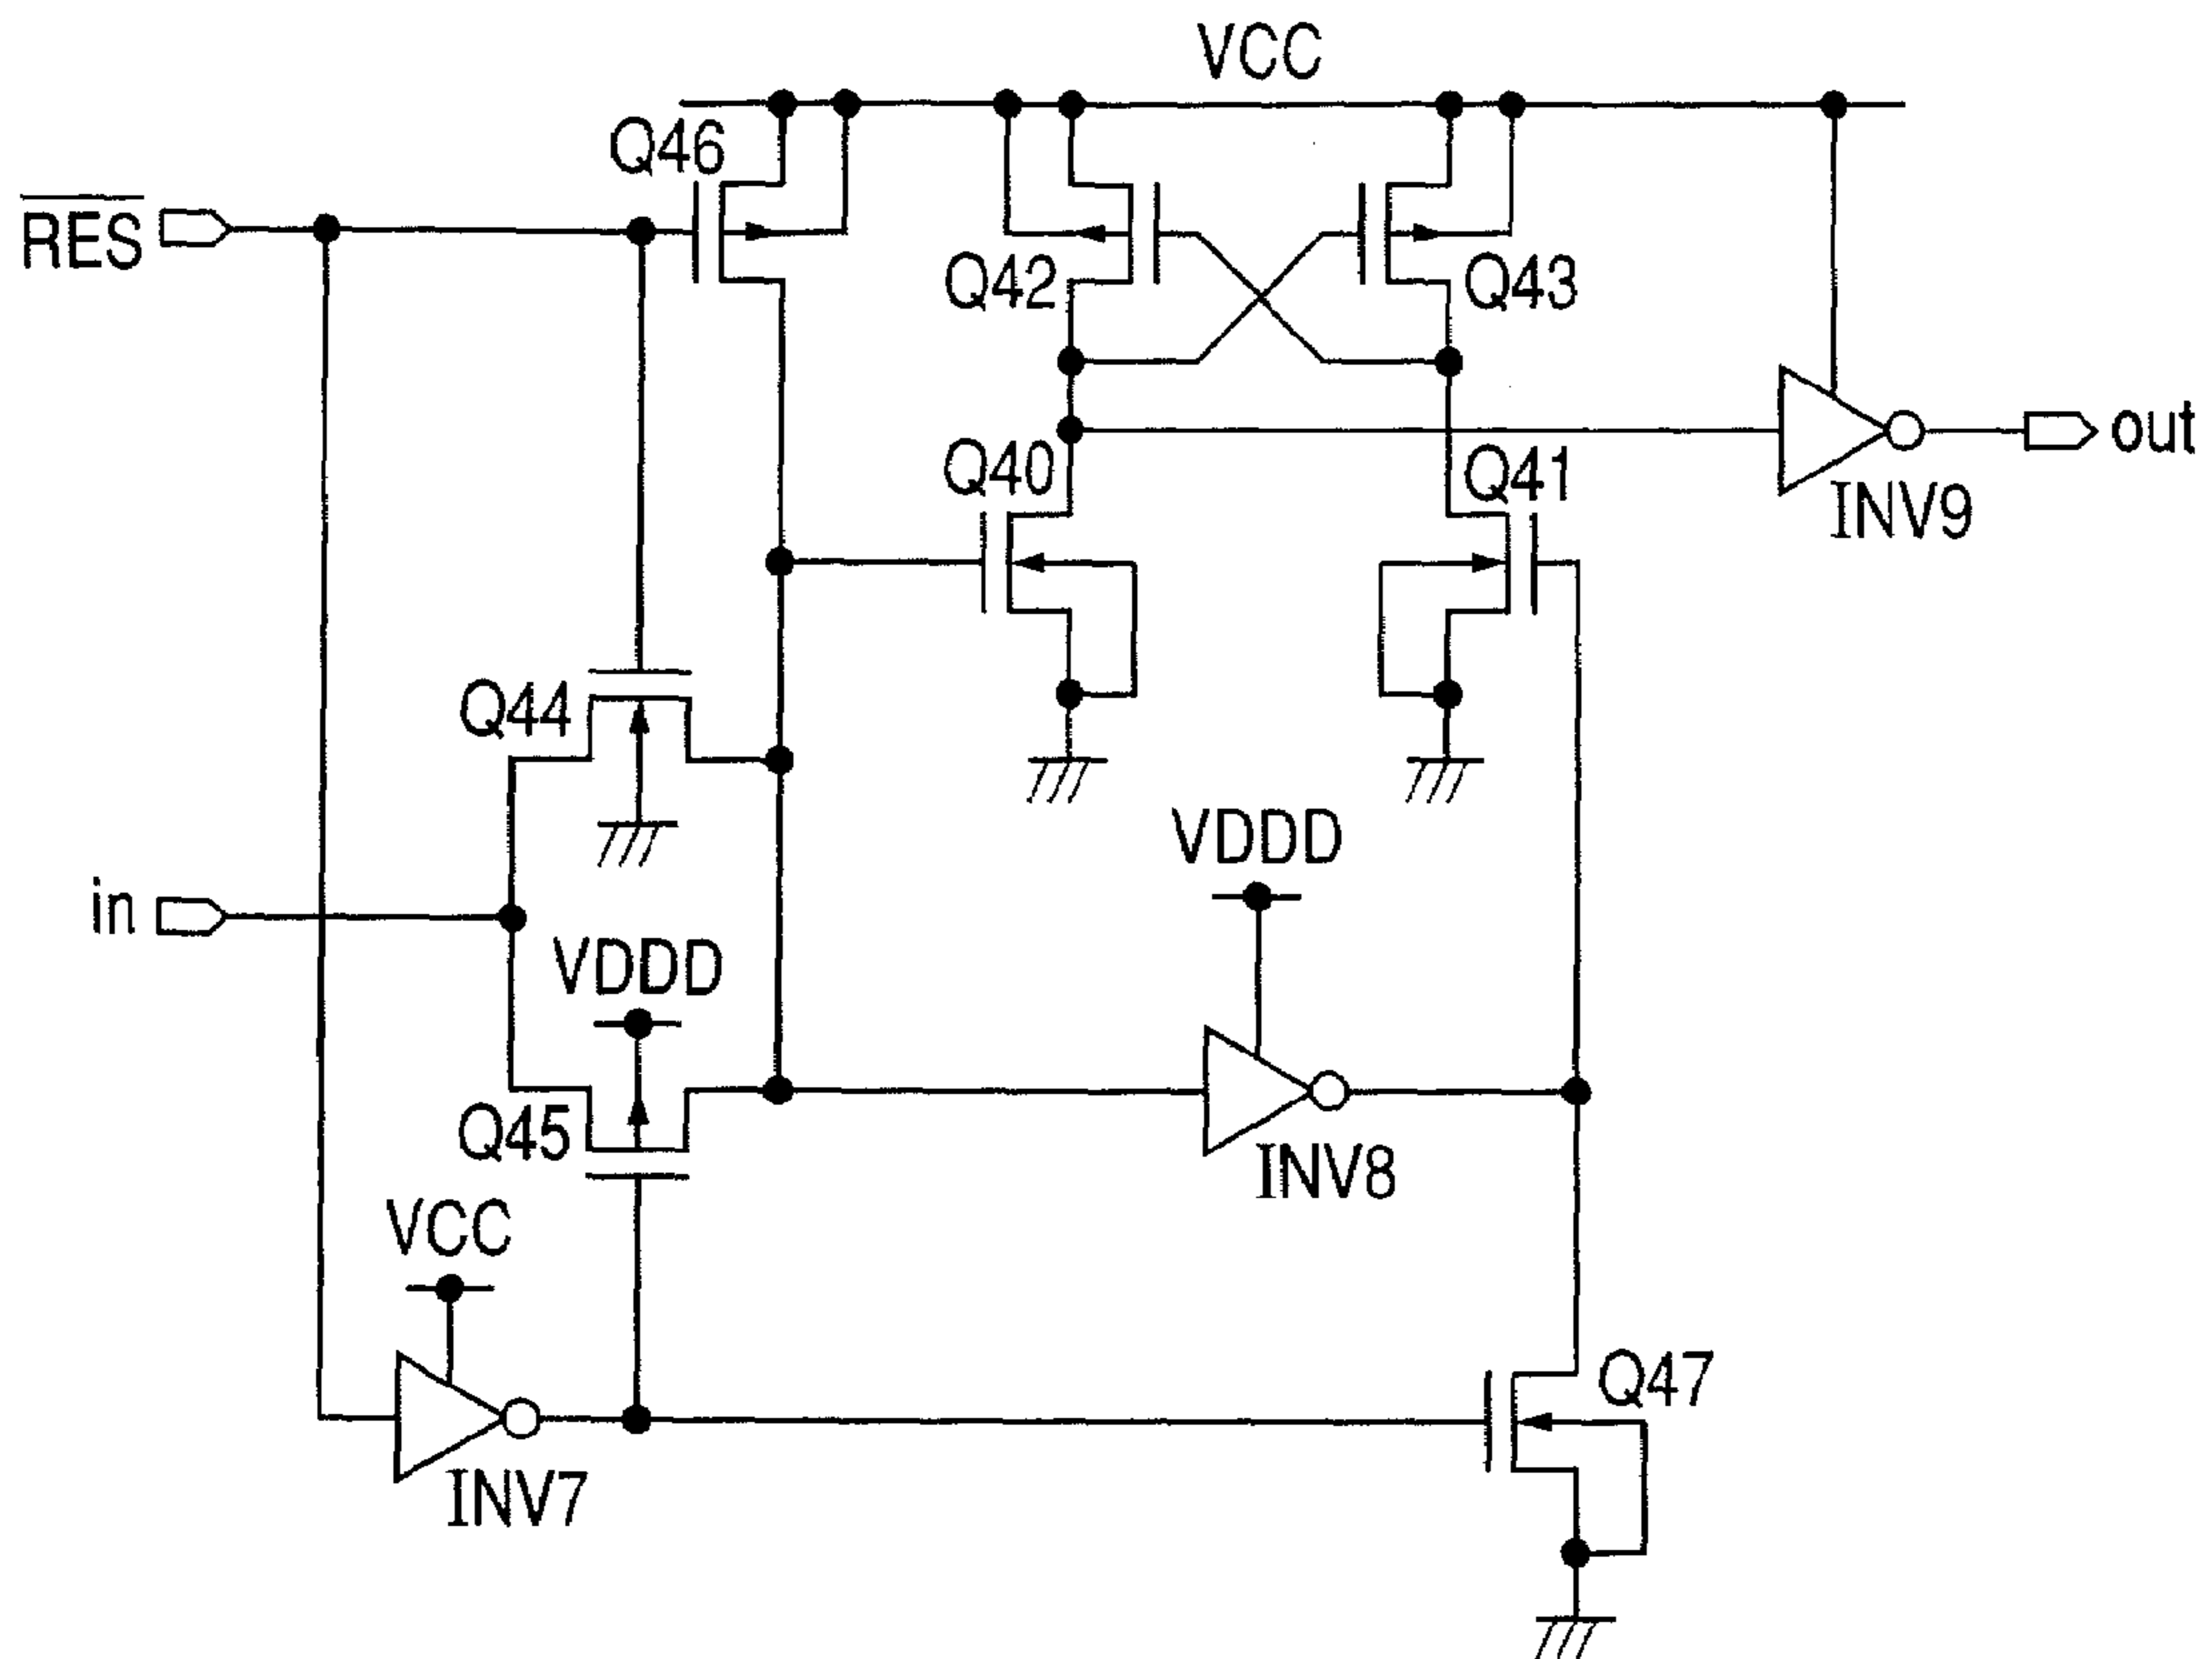 VCC
Q46
RES
Q42
Q43
Q40
Q41
out
INV9
Q44
VDDD
in
VDDD
Q45
INV8
VCC
Q47
INV7